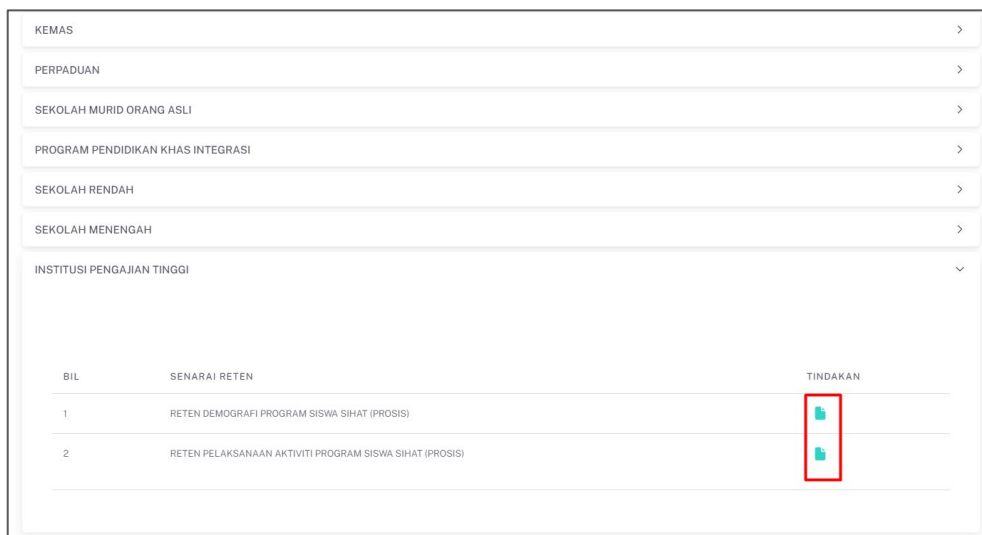 KEMAS
PERPADUAN
SEKOLAH MURID ORANG ASLI
PROGRAM PENDIDIKAN KHAS INTEGRASI
SEKOLAH RENDAH
SEKOLAH MENENGAH
INSTITUSI PENGAJIAN TINGGI
BIL SENARAI RETEN TINDAKAN
1 RETEN DEMOGRAFI PROGRAM SISWA SIHAT (PROSIS)
2 RETEN PELAKSANAAN AKTIVITI PROGRAM SISWA SIHAT (PROSIS)